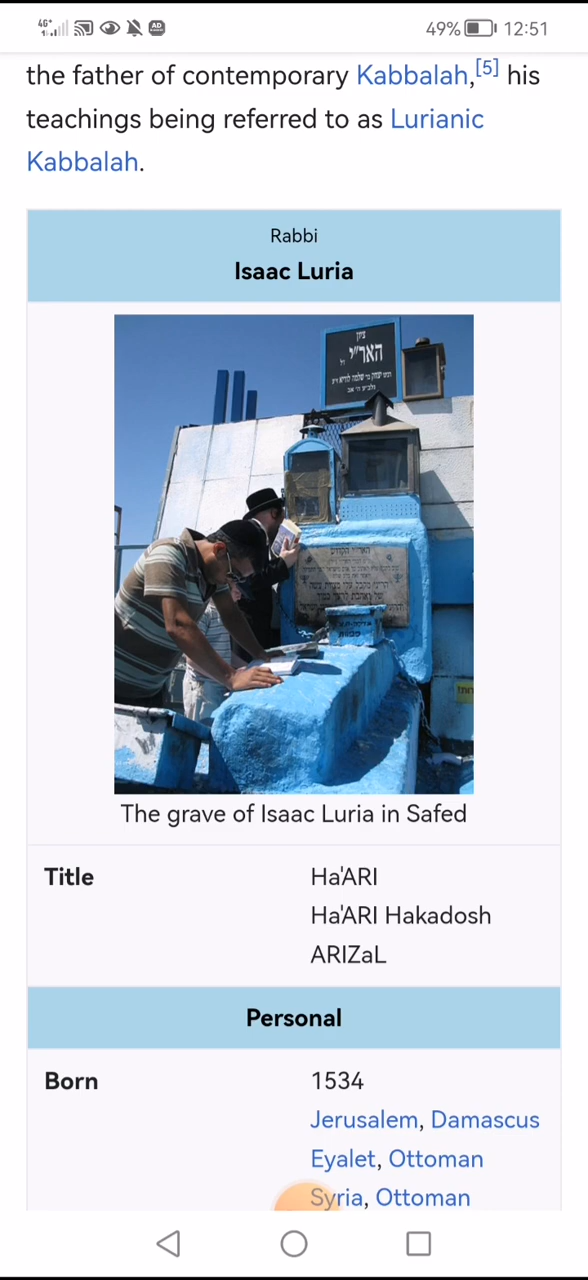 4G+
AD
49%
12:51
the father of contemporary Kabbalah,[5] his
teachings being referred to as Lurianic
Kabbalah.
Rabbi
Isaac Luria
ציון
האר"י ז"ל
The grave of Isaac Luria in Safed
Title
Ha'ARI
Ha'ARI Hakadosh
ARIZaL
Personal
Born
1534
Jerusalem, Damascus
Eyalet, Ottoman
Syria, Ottoman